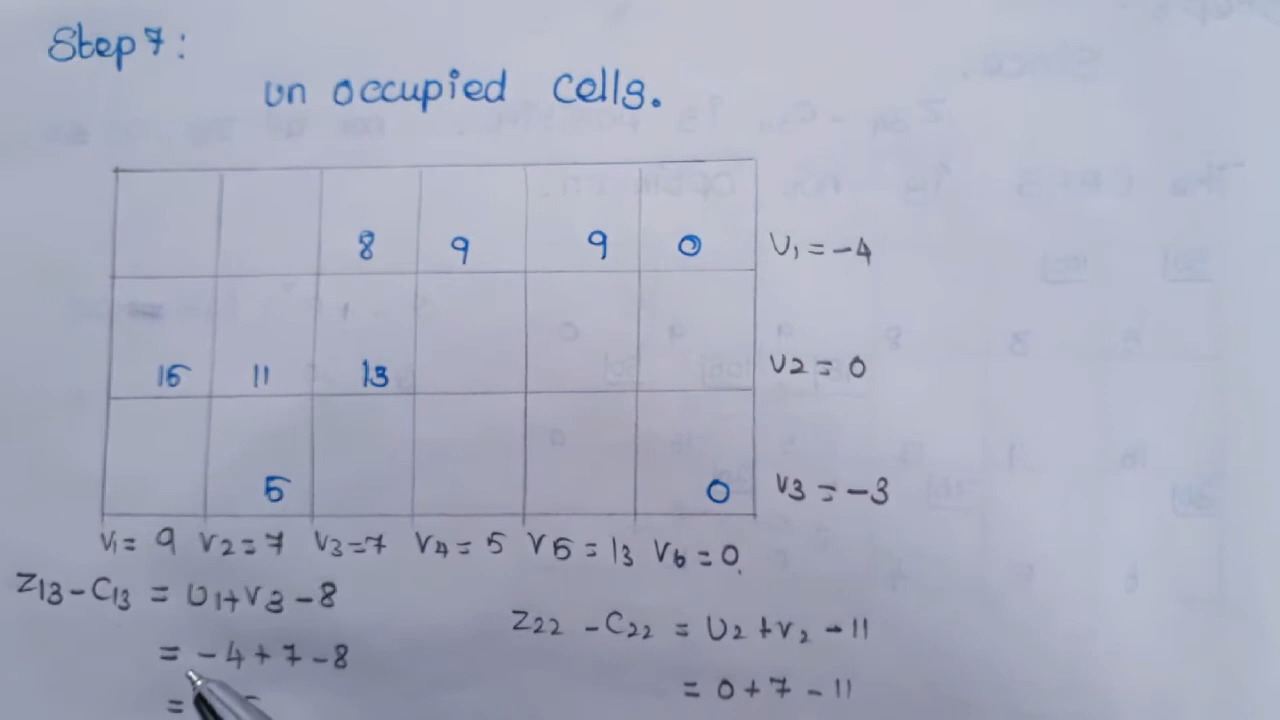 Step 7:
un occupied cells.
8 9 9 0 U1 = -4
15 11 13 U2 = 0
5 0 U3 = -3
V1 = 9 V2 = 7 V3 = 7 V4 = 5 V5 = 13 V6 = 0
Z13 - C13 = U1 + V3 - 8
= -4 + 7 - 8
=
Z22 - C22 = U2 + V2 - 11
= 0 + 7 - 11